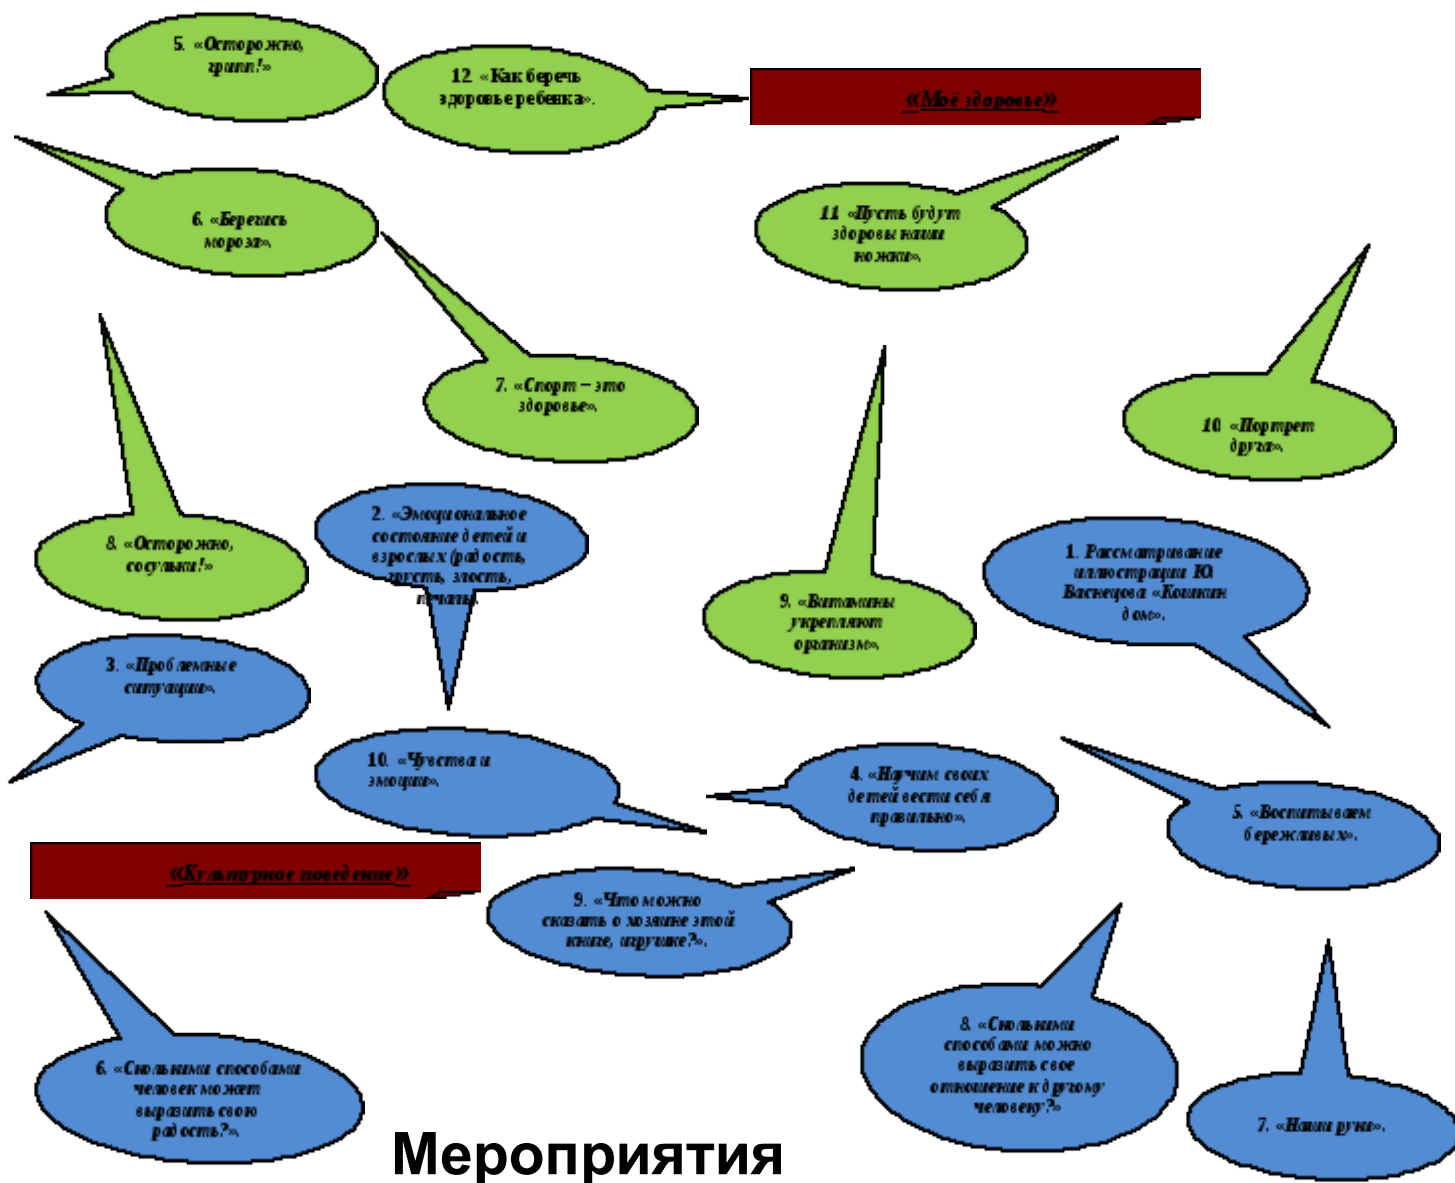 5. «Осторожно,
грипп!»
12. «Как беречь
здоровье ребенка».
«Моё здоровье»
6. «Берегись
мороза».
11. «Пусть будут
здоровы наши
ножки».
7. «Спорт – это
здоровье».
10. «Портрет
друга».
8. «Осторожно,
сосульки!»
2. «Эмоциональное
состояние детей и
взрослых (радость,
грусть, злость,
печаль).
9. «Витамины
укрепляют
организм».
1. Рассматривание
иллюстрации Ю.
Васнецова «Кошкин
дом».
3. «Проблемные
ситуации».
10. «Чувства и
эмоции».
4. «Научим своих
детей вести себя
правильно».
5. «Воспитываем
бережливых».
«Культурное поведение»
9. «Что можно
сказать о хозяине этой
книге, игрушке?».
6. «Сколькими способами
человек может
выразить свою
радость?».
8. «Сколькими
способами можно
выразить свое
отношение к другому
человеку?»
7. «Наши руки».
Мероприятия